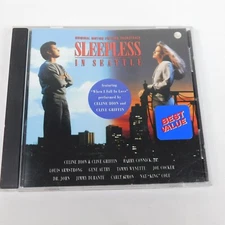 ORIGINAL MOTION PICTURE SOUNDTRACK
SLEEPLESS
IN SEATTLE
featuring
"When I Fall In Love"
performed by
CELINE DION
and
CLIVE GRIFFIN
BEST
VALUE
CELINE DION & CLIVE GRIFFIN HARRY CONNICK, JR.
LOUIS ARMSTRONG GENE AUTRY TAMMY WYNETTE JOE COCKER
DR. JOHN JIMMY DURANTE CARLY SIMON NAT "KING" COLE